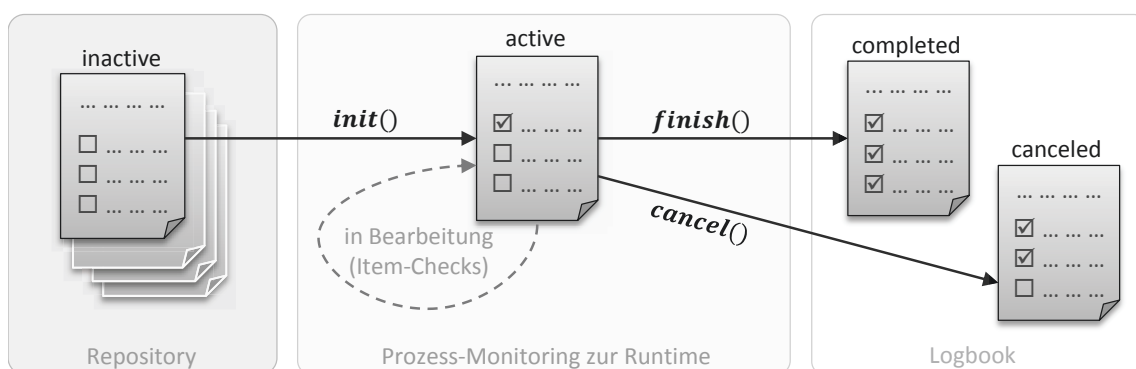 inactive
... ... ... ...
... ... ...
... ... ...
... ... ...
Repository
init()
active
... ... ... ...
... ... ...
... ... ...
... ... ...
in Bearbeitung
(Item-Checks)
Prozess-Monitoring zur Runtime
finish()
cancel()
completed
... ... ... ...
... ... ...
... ... ...
... ... ...
canceled
... ... ... ...
... ... ...
... ... ...
... ... ...
Logbook